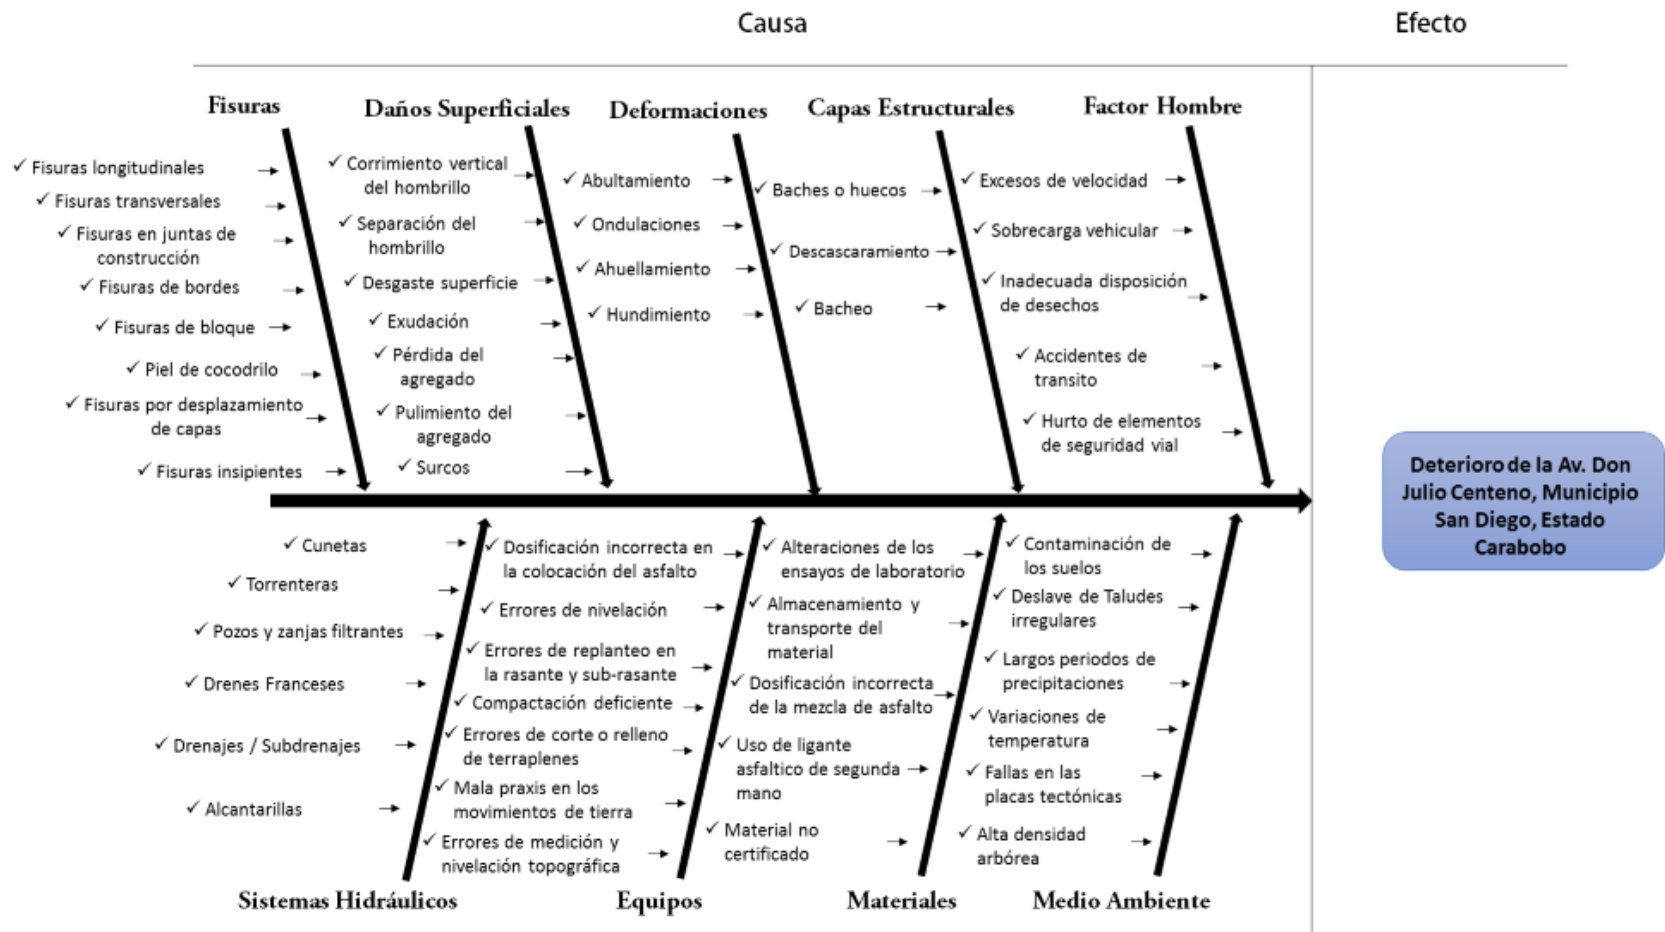 Causa
Efecto
Fisuras
✓ Fisuras longitudinales
✓ Fisuras transversales
✓ Fisuras en juntas de
construcción
✓ Fisuras de bordes
✓ Fisuras de bloque
✓ Piel de cocodrilo
✓ Fisuras por desplazamiento
de capas
✓ Fisuras insipientes
Daños Superficiales
✓ Corrimiento vertical
del hombrillo
✓ Separación del
hombrillo
✓ Desgaste superficie
✓ Exudación
✓ Pérdida del
agregado
✓ Pulimiento del
agregado
✓ Surcos
Deformaciones
✓ Abultamiento
✓ Ondulaciones
✓ Ahuellamiento
✓ Hundimiento
Capas Estructurales
✓ Baches o huecos
✓ Descascaramiento
✓ Bacheo
Factor Hombre
✓ Excesos de velocidad
✓ Sobrecarga vehicular
✓ Inadecuada disposición
de desechos
✓ Accidentes de
transito
✓ Hurto de elementos
de seguridad vial
Deterioro de la Av. Don
Julio Centeno, Municipio
San Diego, Estado
Carabobo
✓ Cunetas
✓ Torrenteras
✓ Pozos y zanjas filtrantes
✓ Drenes Franceses
✓ Drenajes / Subdrenajes
✓ Alcantarillas
Sistemas Hidráulicos
✓ Dosificación incorrecta en
la colocación del asfalto
✓ Errores de nivelación
✓ Errores de replanteo en
la rasante y sub-rasante
✓ Compactación deficiente
✓ Errores de corte o relleno
de terraplenes
✓ Mala praxis en los
movimientos de tierra
✓ Errores de medición y
nivelación topográfica
Equipos
✓ Alteraciones de los
ensayos de laboratorio
✓ Almacenamiento y
transporte del
material
✓ Dosificación incorrecta
de la mezcla de asfalto
✓ Uso de ligante
asfaltico de segunda
mano
✓ Material no
certificado
Materiales
✓ Contaminación de
los suelos
✓ Deslave de Taludes
irregulares
✓ Largos periodos de
precipitaciones
✓ Variaciones de
temperatura
✓ Fallas en las
placas tectónicas
✓ Alta densidad
arbórea
Medio Ambiente